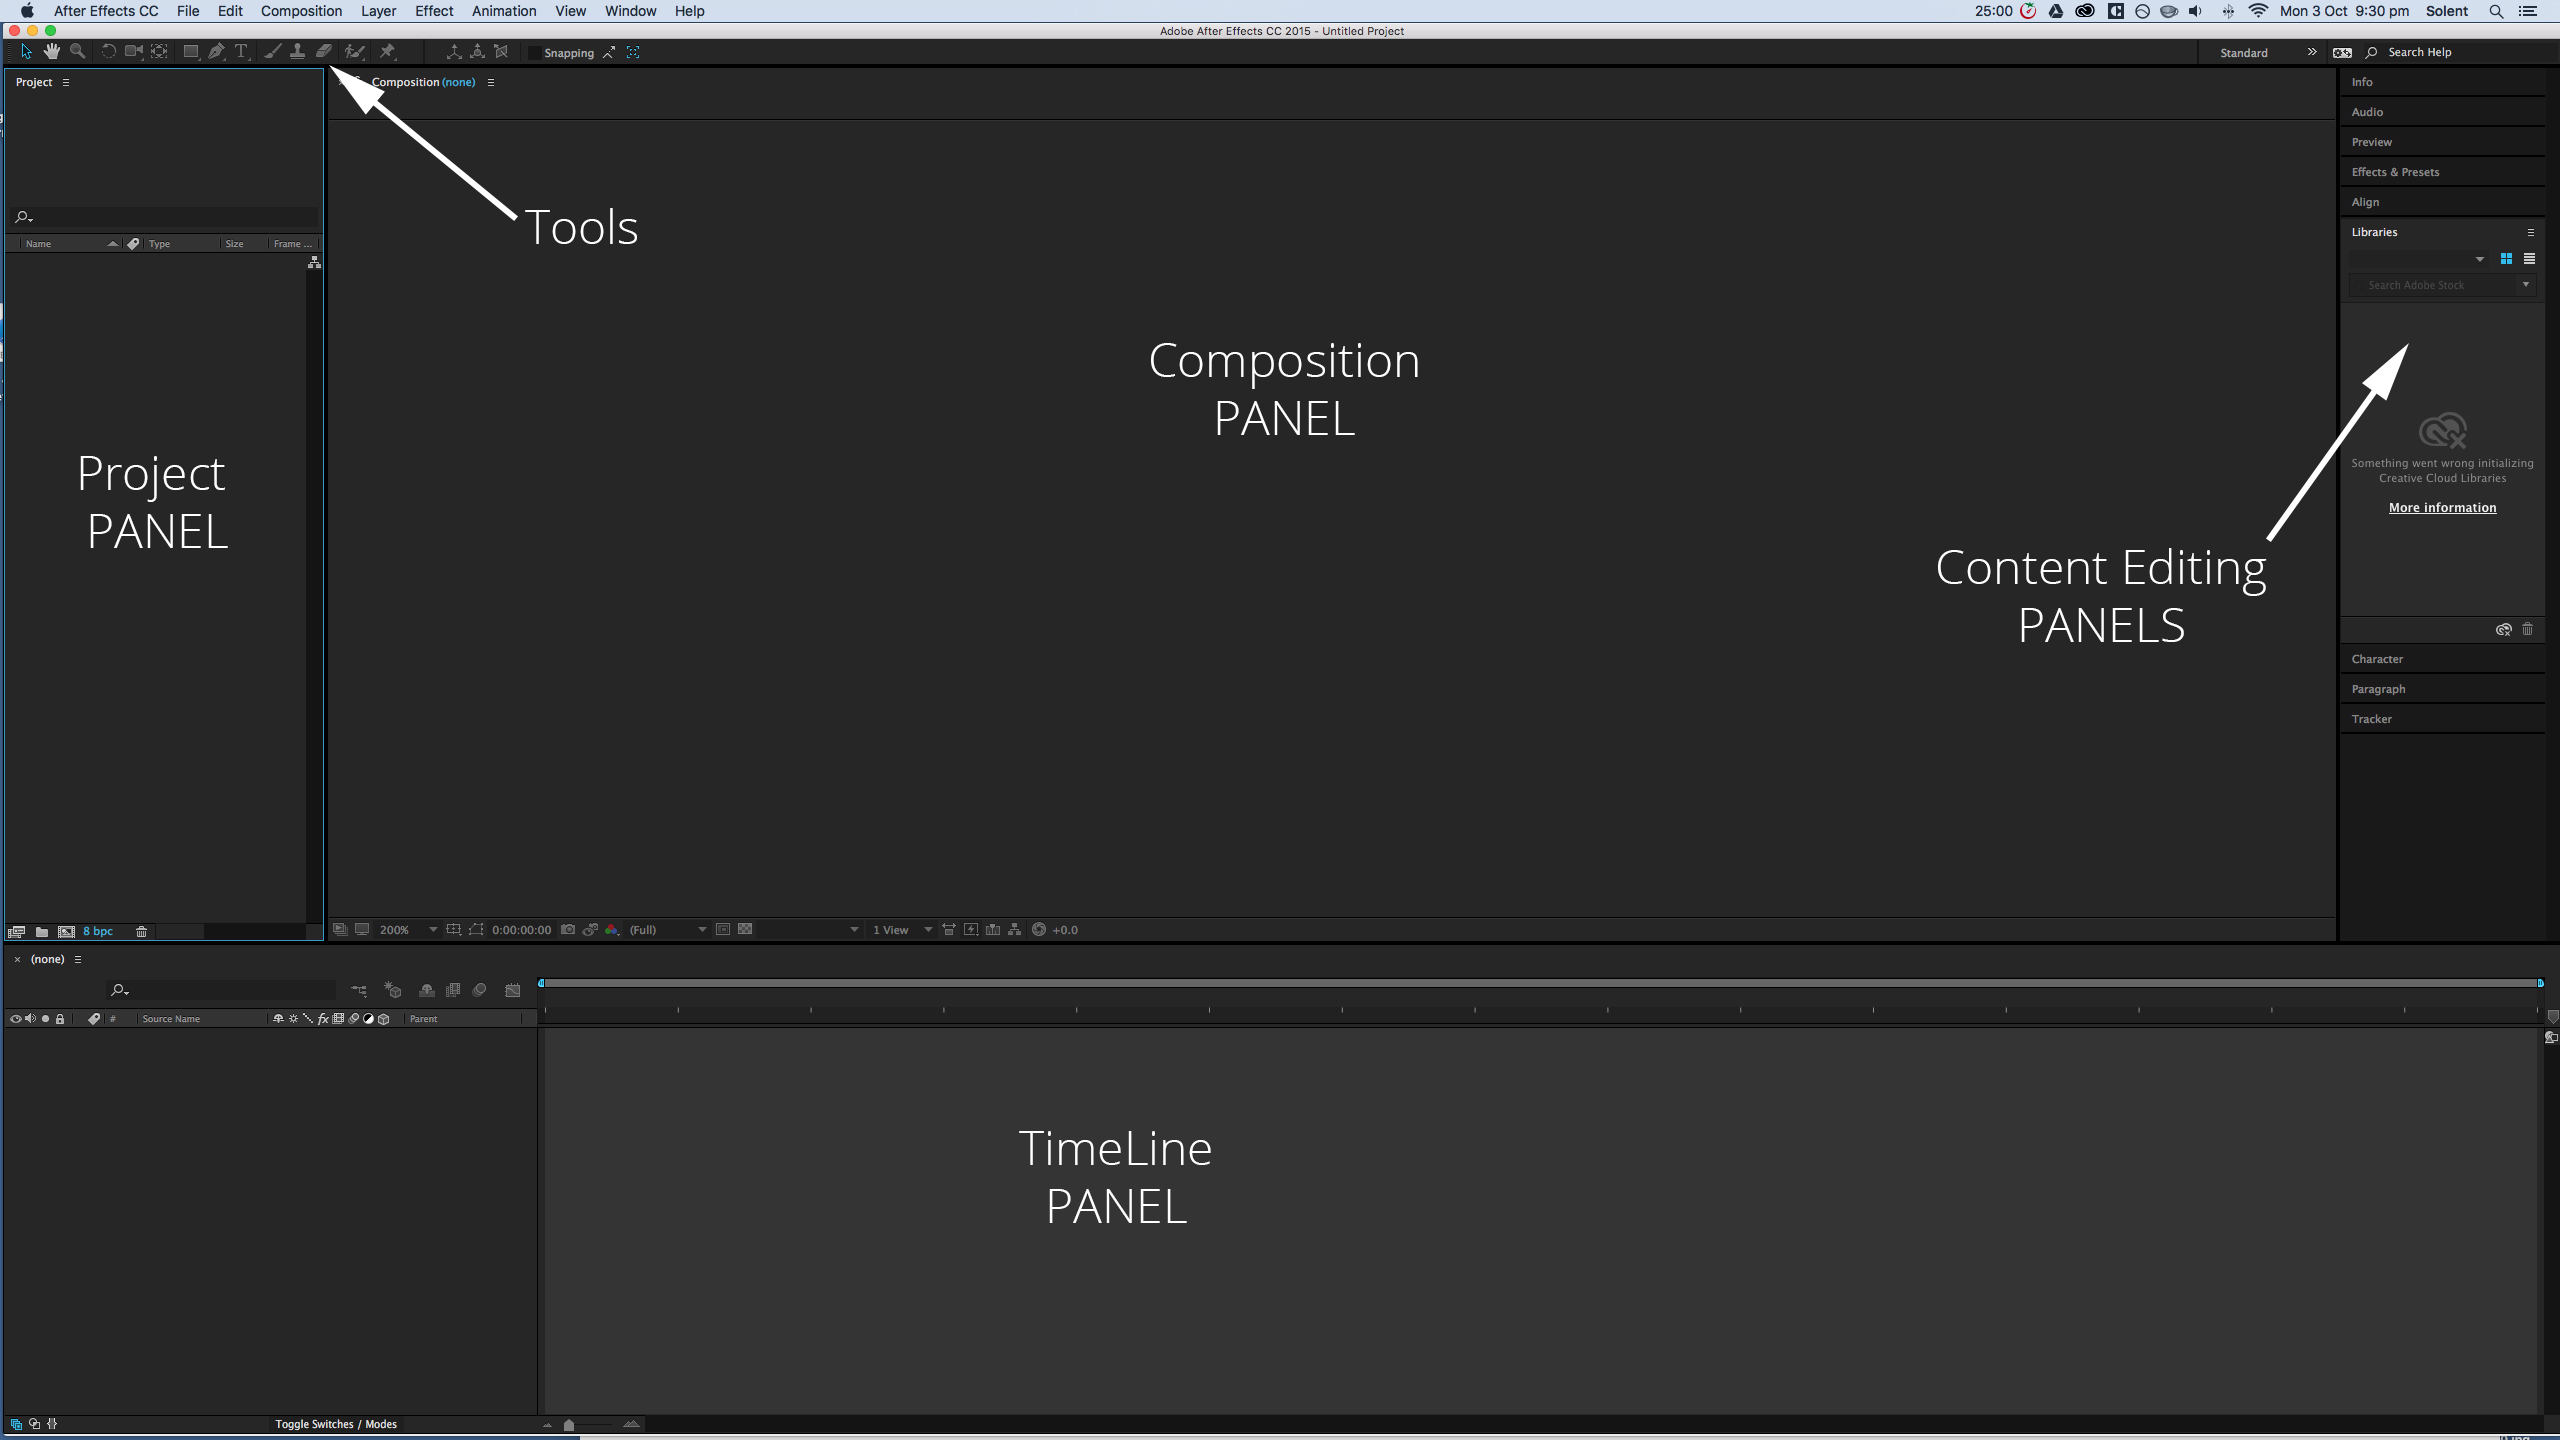 After Effects CC File Edit Composition Layer Effect Animation View Window Help 25:00 Mon 3 Oct 9:30 pm Solent
Adobe After Effects CC 2015 - Untitled Project
Snapping Standard Search Help
Project
Composition (none)
Info
Audio
Preview
Effects & Presets
Align
Libraries
Search Adobe Stock
Name Type Size Frame ...
Tools
Composition
PANEL
Project
PANEL
Something went wrong initializing
Creative Cloud Libraries
More information
Content Editing
PANELS
Character
Paragraph
Tracker
8 bpc
200% 0:00:00:00 (Full) 1 View +0.0
(none)
# Source Name fx Parent
TimeLine
PANEL
Toggle Switches / Modes